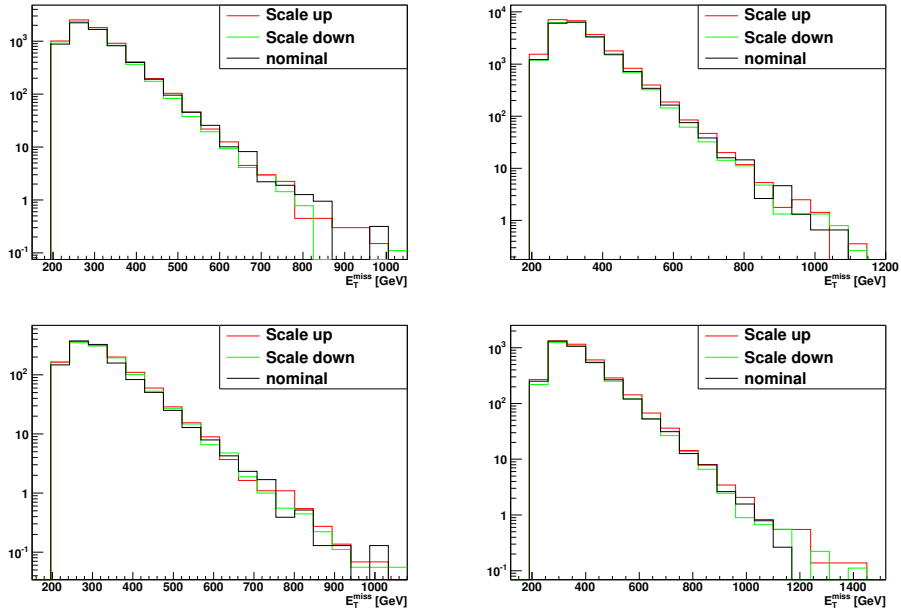 Scale up
Scale down
nominal
10³
10²
10
1
10⁻¹
200 300 400 500 600 700 800 900 1000
E_T^miss [GeV]
Scale up
Scale down
nominal
10⁴
10³
10²
10
1
200 400 600 800 1000 1200
E_T^miss [GeV]
Scale up
Scale down
nominal
10²
10
1
10⁻¹
200 300 400 500 600 700 800 900 1000
E_T^miss [GeV]
Scale up
Scale down
nominal
10³
10²
10
1
10⁻¹
200 400 600 800 1000 1200 1400
E_T^miss [GeV]